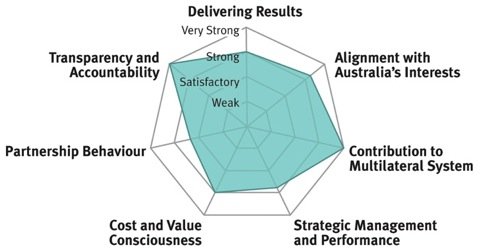 Delivering Results
Very Strong
Transparency and
Accountability
Strong
Alignment with
Australia's Interests
Satisfactory
Weak
Partnership Behaviour
Contribution to
Multilateral System
Cost and Value
Consciousness
Strategic Management
and Performance